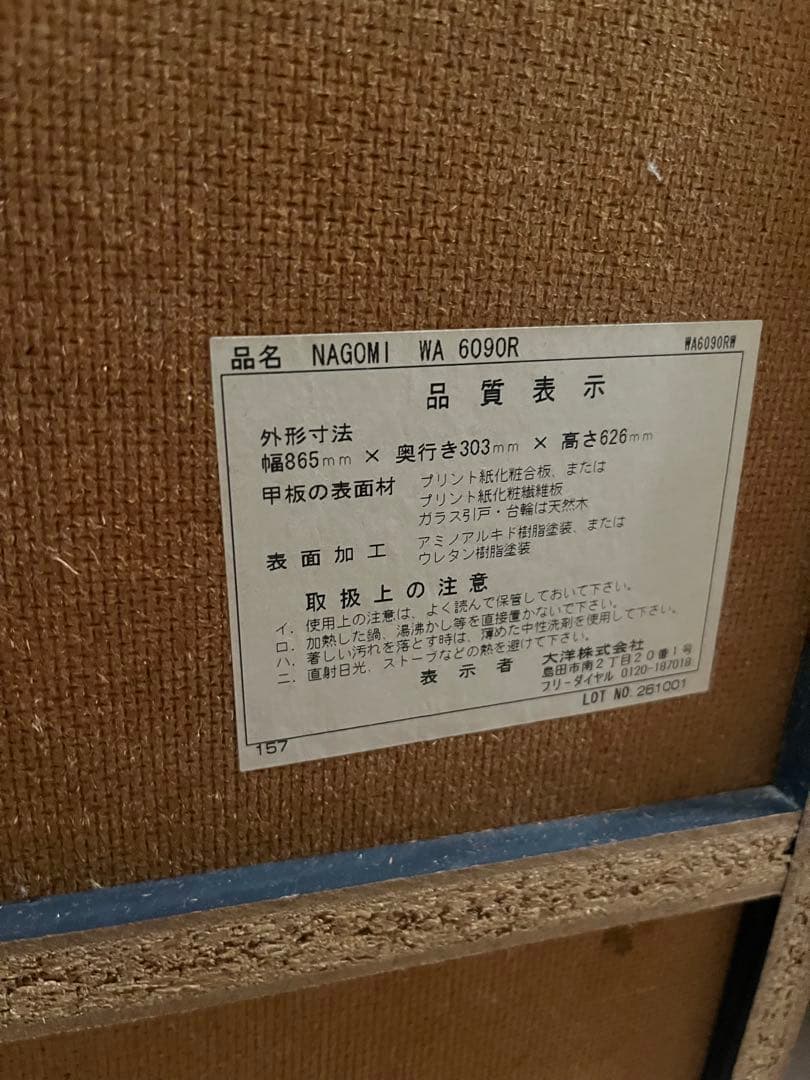 品名 NAGOMI WA 6090R WA6090RW
品質表示
外形寸法
幅865mm × 奥行き303mm × 高さ626mm
甲板の表面材 プリント紙化粧合板、または
プリント紙化粧繊維板
ガラス引戸・台輪は天然木
表面加工 アミノアルキド樹脂塗装、または
ウレタン樹脂塗装
取扱上の注意
イ. 使用上の注意は、よく読んで保管しておいて下さい。
ロ. 加熱した鍋、湯沸かし等を直接置かないで下さい。
ハ. 著しい汚れを落とす時は、薄めた中性洗剤を使用して下さい。
ニ. 直射日光、ストーブなどの熱を避けて下さい。
表示者 大洋株式会社
島田市南2丁目20番1号
フリーダイヤル 0120-187018
LOT NO. 261001
157